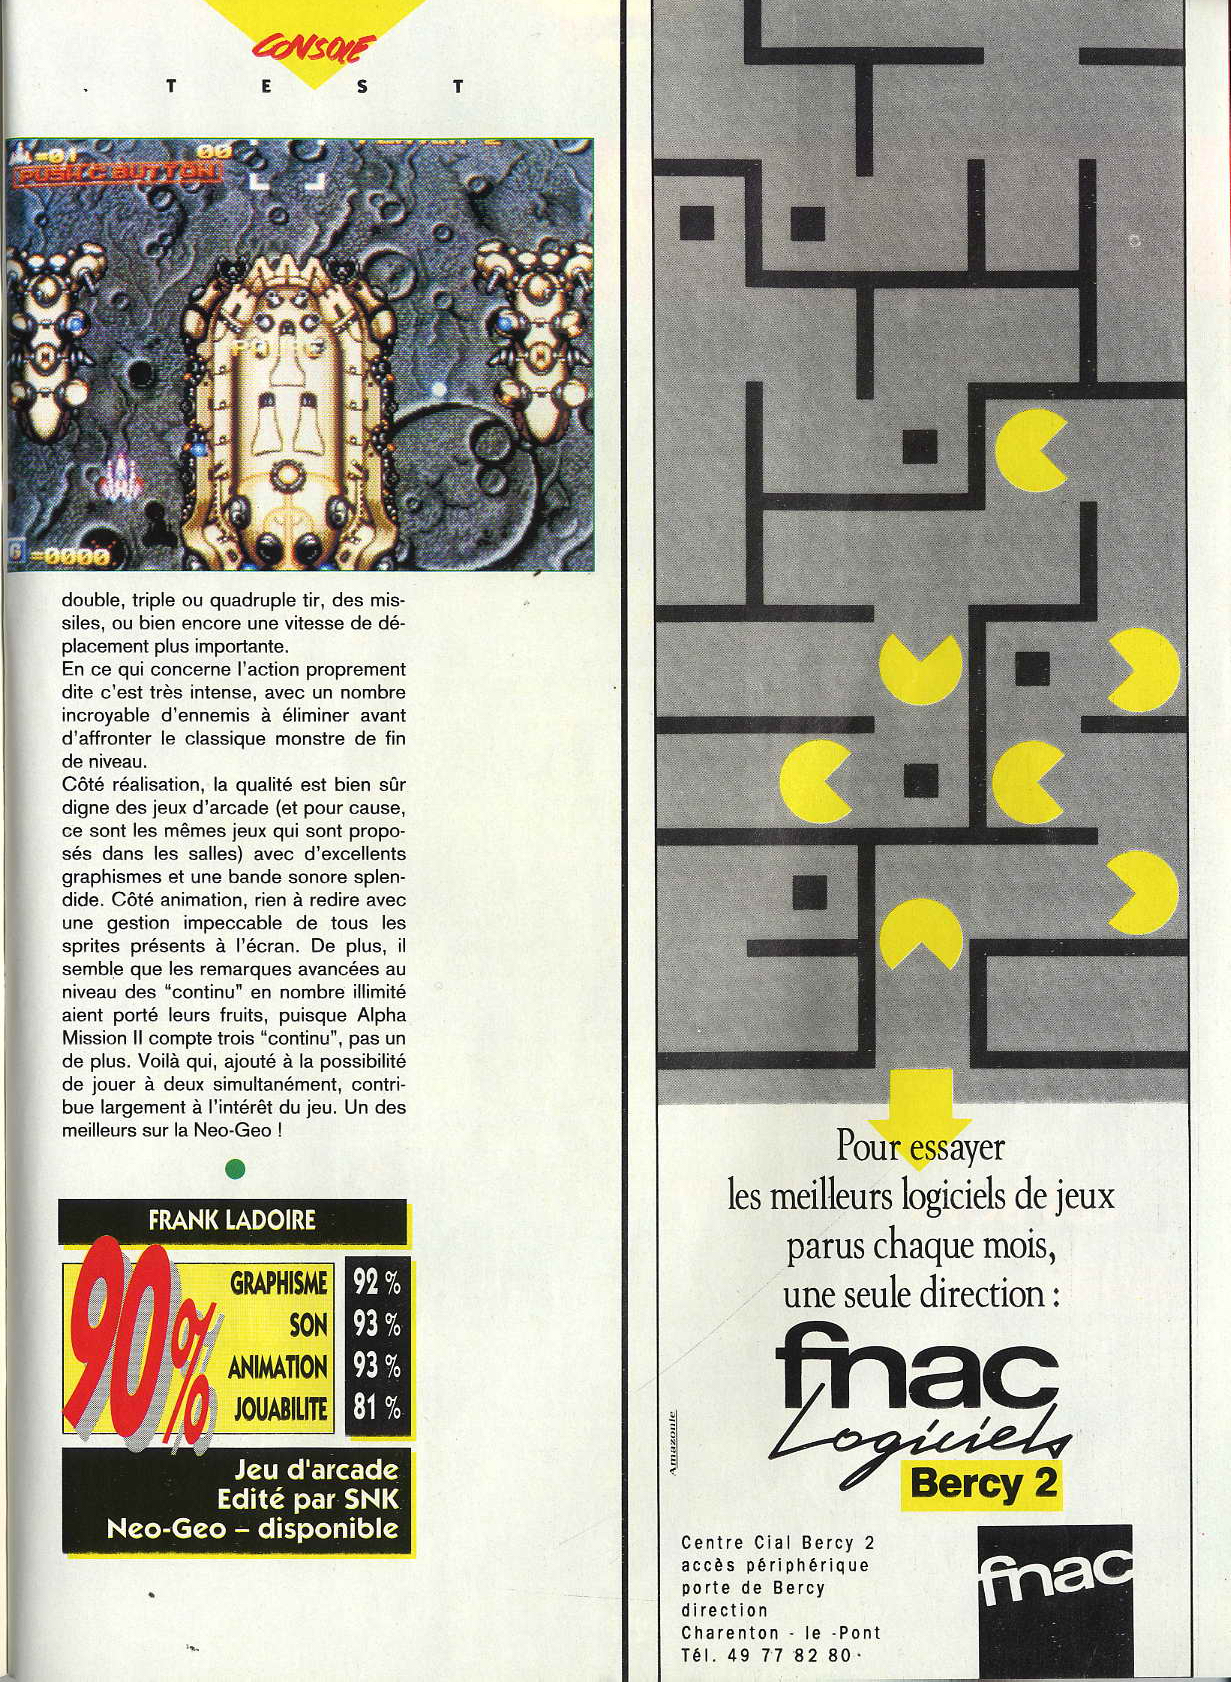 CONSOLE
T E S T
=01
00
PUSH C BUTTON
G =0000
double, triple ou quadruple tir, des mis-
siles, ou bien encore une vitesse de dé-
placement plus importante.
En ce qui concerne l'action proprement
dite c'est très intense, avec un nombre
incroyable d'ennemis à éliminer avant
d'affronter le classique monstre de fin
de niveau.
Côté réalisation, la qualité est bien sûr
digne des jeux d'arcade (et pour cause,
ce sont les mêmes jeux qui sont propo-
sés dans les salles) avec d'excellents
graphismes et une bande sonore splen-
dide. Côté animation, rien à redire avec
une gestion impeccable de tous les
sprites présents à l'écran. De plus, il
semble que les remarques avancées au
niveau des "continu" en nombre illimité
aient porté leurs fruits, puisque Alpha
Mission II compte trois "continu", pas un
de plus. Voilà qui, ajouté à la possibilité
de jouer à deux simultanément, contri-
bue largement à l'intérêt du jeu. Un des
meilleurs sur la Neo-Geo !
FRANK LADOIRE
90%
GRAPHISME 92 %
SON 93 %
ANIMATION 93 %
JOUABILITE 81 %
Jeu d'arcade
Edité par SNK
Neo-Geo – disponible
Pour essayer
les meilleurs logiciels de jeux
parus chaque mois,
une seule direction :
fnac
Logiciels
Bercy 2
Amazonie
Centre Cial Bercy 2
accès périphérique
porte de Bercy
direction
Charenton - le -Pont
Tél. 49 77 82 80
fnac